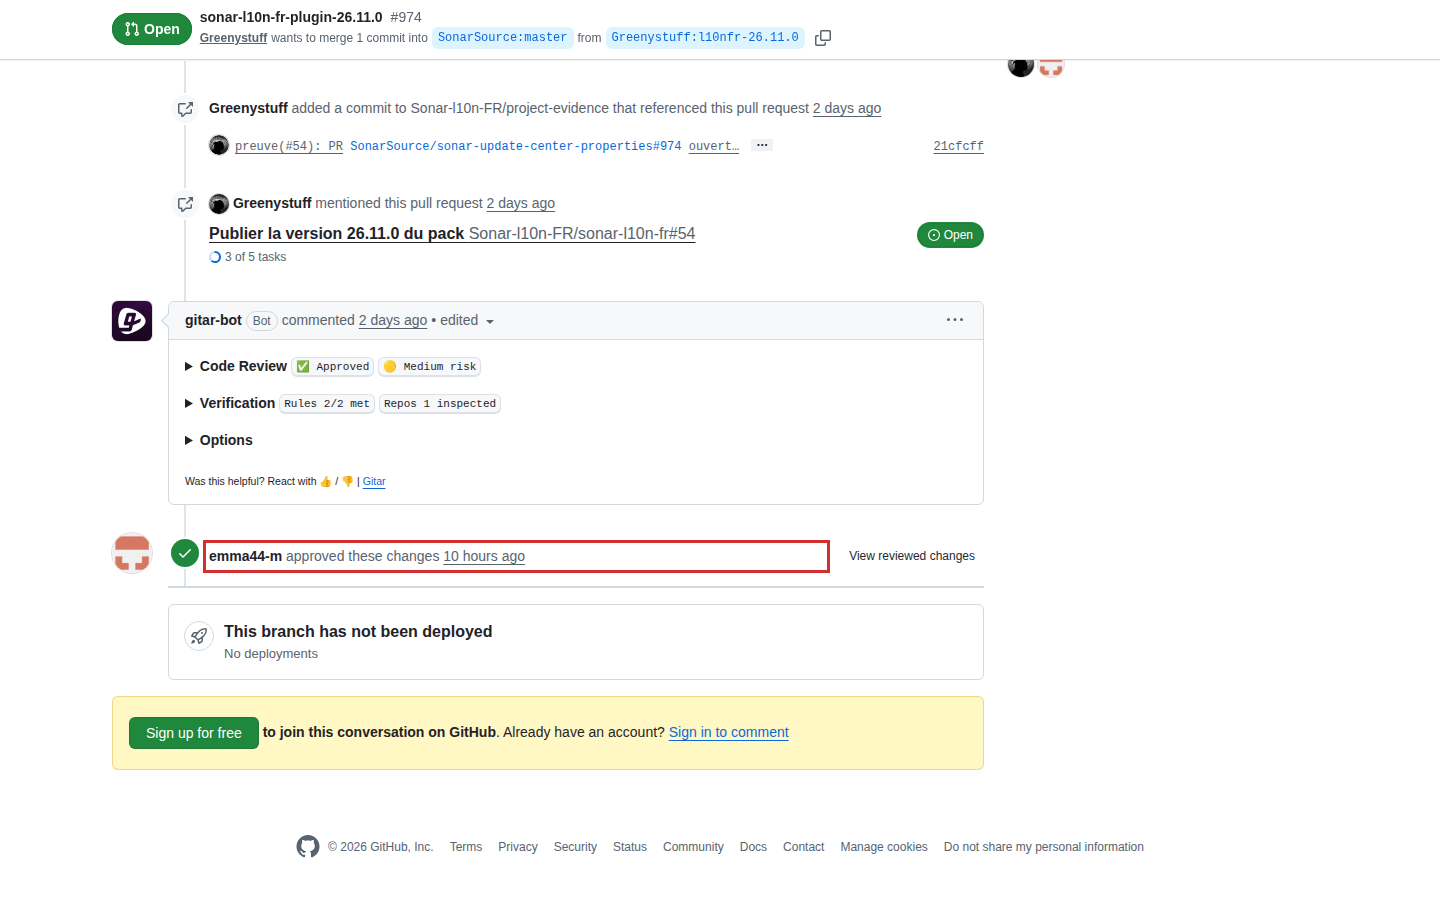 Open
sonar-l10n-fr-plugin-26.11.0 #974
Greenystuff wants to merge 1 commit into SonarSource:master from Greenystuff:l10nfr-26.11.0
Greenystuff added a commit to Sonar-l10n-FR/project-evidence that referenced this pull request 2 days ago
preuve(#54): PR SonarSource/sonar-update-center-properties#974 ouvert… 21cfcff
Greenystuff mentioned this pull request 2 days ago
Publier la version 26.11.0 du pack Sonar-l10n-FR/sonar-l10n-fr#54
Open
3 of 5 tasks
gitar-bot Bot commented 2 days ago • edited
Code Review ✅ Approved 🟡 Medium risk
Verification Rules 2/2 met Repos 1 inspected
Options
Was this helpful? React with 👍 / 👎 | Gitar
emma44-m approved these changes 10 hours ago
View reviewed changes
This branch has not been deployed
No deployments
Sign up for free to join this conversation on GitHub. Already have an account? Sign in to comment
© 2026 GitHub, Inc. Terms Privacy Security Status Community Docs Contact Manage cookies Do not share my personal information